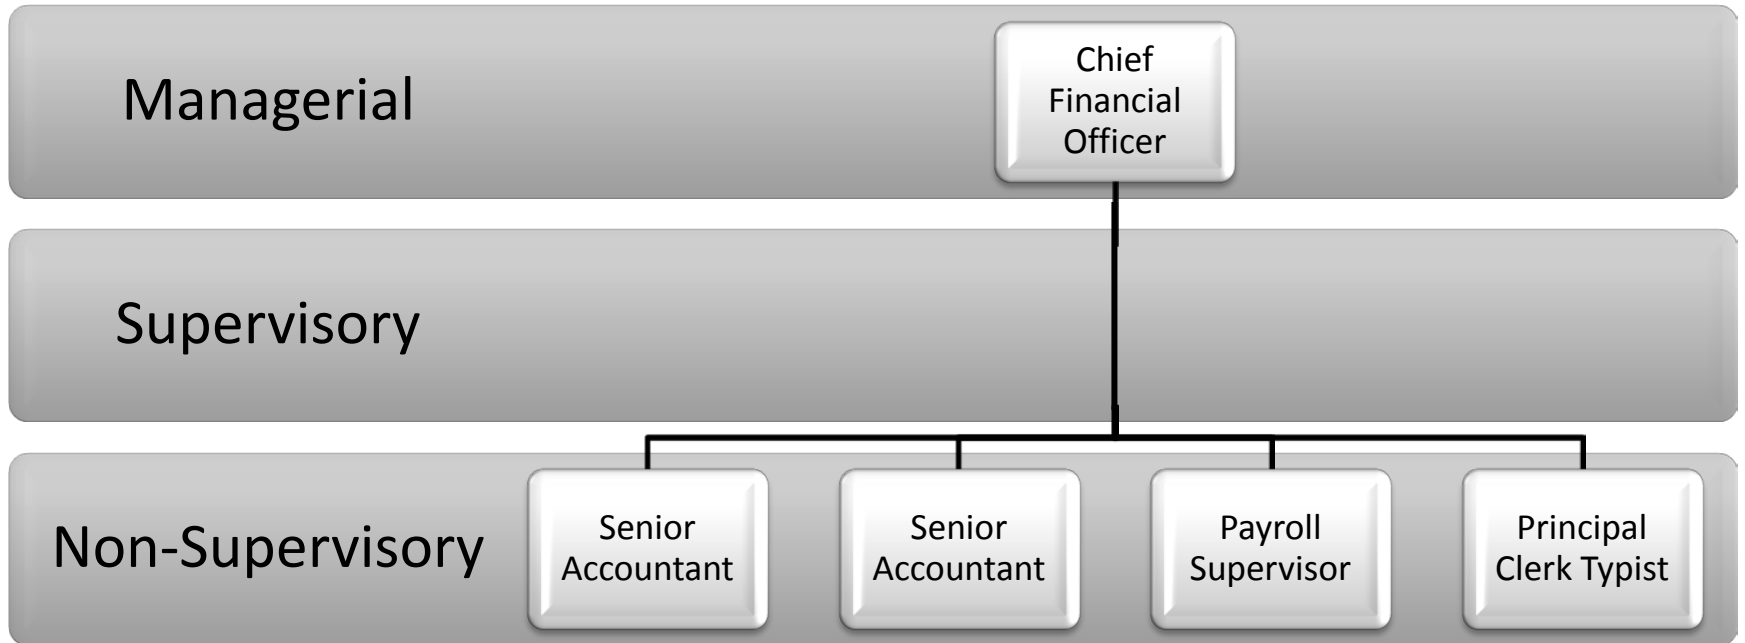 Managerial
Chief
Financial
Officer
Supervisory
Non-Supervisory
Senior
Accountant
Senior
Accountant
Payroll
Supervisor
Principal
Clerk Typist